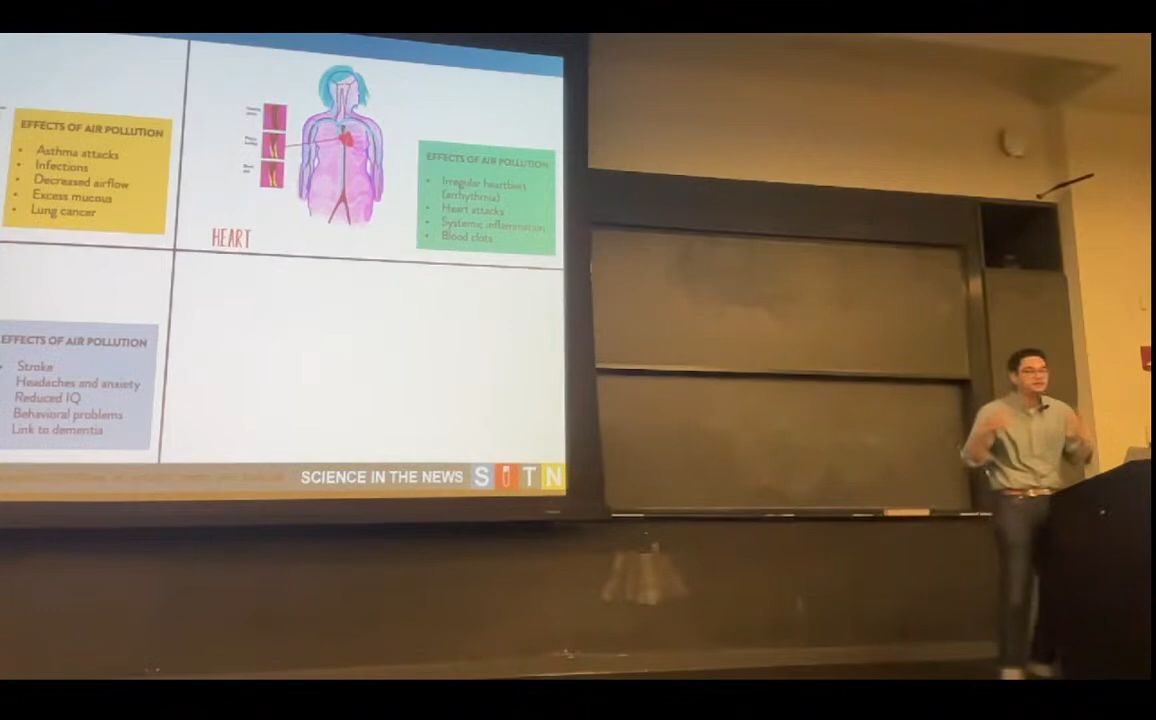 EFFECTS OF AIR POLLUTION
• Asthma attacks
• Infections
• Decreased airflow
• Excess mucous
• Lung cancer
HEART
EFFECTS OF AIR POLLUTION
• Irregular heartbeat
(arrhythmia)
• Heart attacks
• Systemic inflammation
• Blood clots
EFFECTS OF AIR POLLUTION
• Stroke
Headaches and anxiety
Reduced IQ
Behavioral problems
Link to dementia
SCIENCE IN THE NEWS SITN